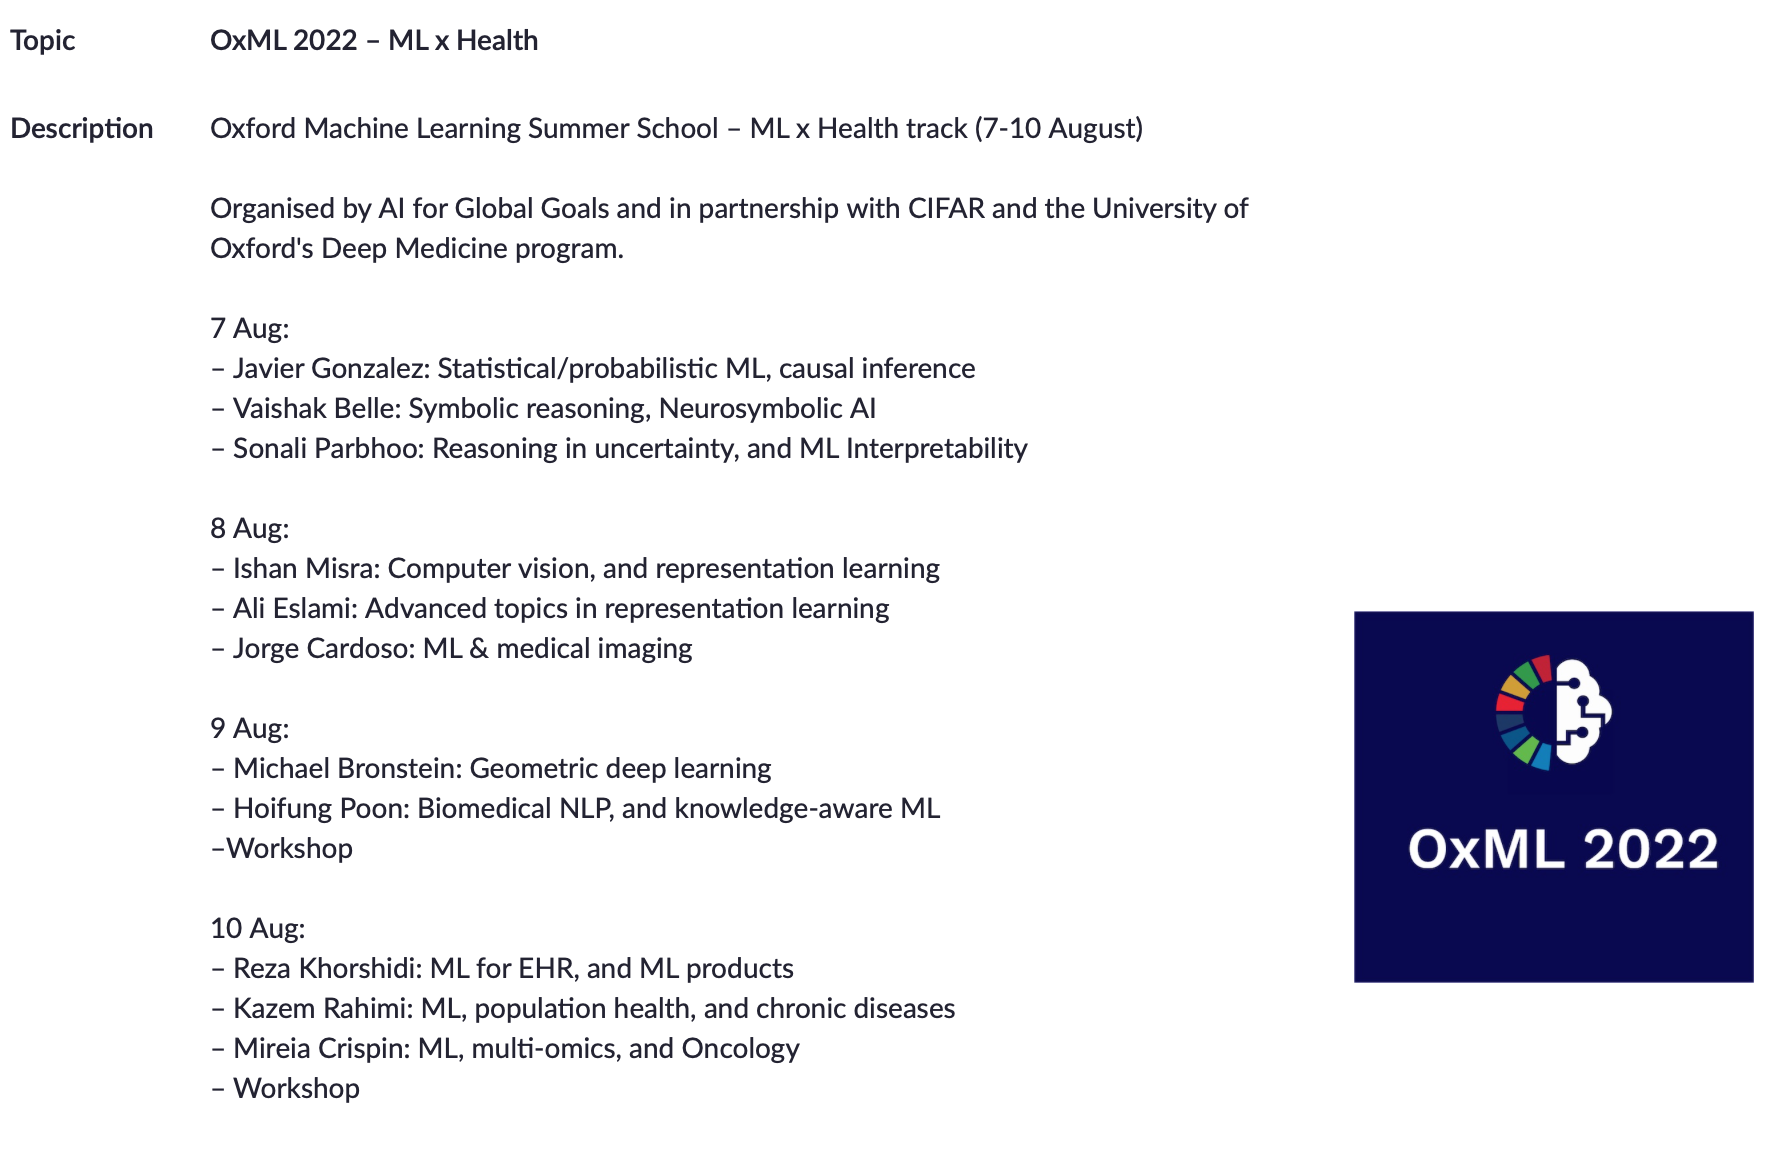 Topic OxML 2022 – ML x Health
Description Oxford Machine Learning Summer School – ML x Health track (7-10 August)
Organised by AI for Global Goals and in partnership with CIFAR and the University of
Oxford's Deep Medicine program.
7 Aug:
– Javier Gonzalez: Statistical/probabilistic ML, causal inference
– Vaishak Belle: Symbolic reasoning, Neurosymbolic AI
– Sonali Parbhoo: Reasoning in uncertainty, and ML Interpretability
8 Aug:
– Ishan Misra: Computer vision, and representation learning
– Ali Eslami: Advanced topics in representation learning
– Jorge Cardoso: ML & medical imaging
9 Aug:
– Michael Bronstein: Geometric deep learning
– Hoifung Poon: Biomedical NLP, and knowledge-aware ML
–Workshop
10 Aug:
– Reza Khorshidi: ML for EHR, and ML products
– Kazem Rahimi: ML, population health, and chronic diseases
– Mireia Crispin: ML, multi-omics, and Oncology
– Workshop
OxML 2022